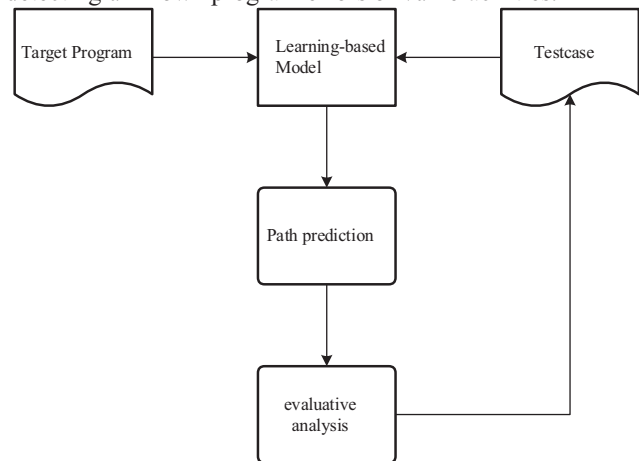 Target Program
Learning-based
Model
Testcase
Path prediction
evaluative
analysis